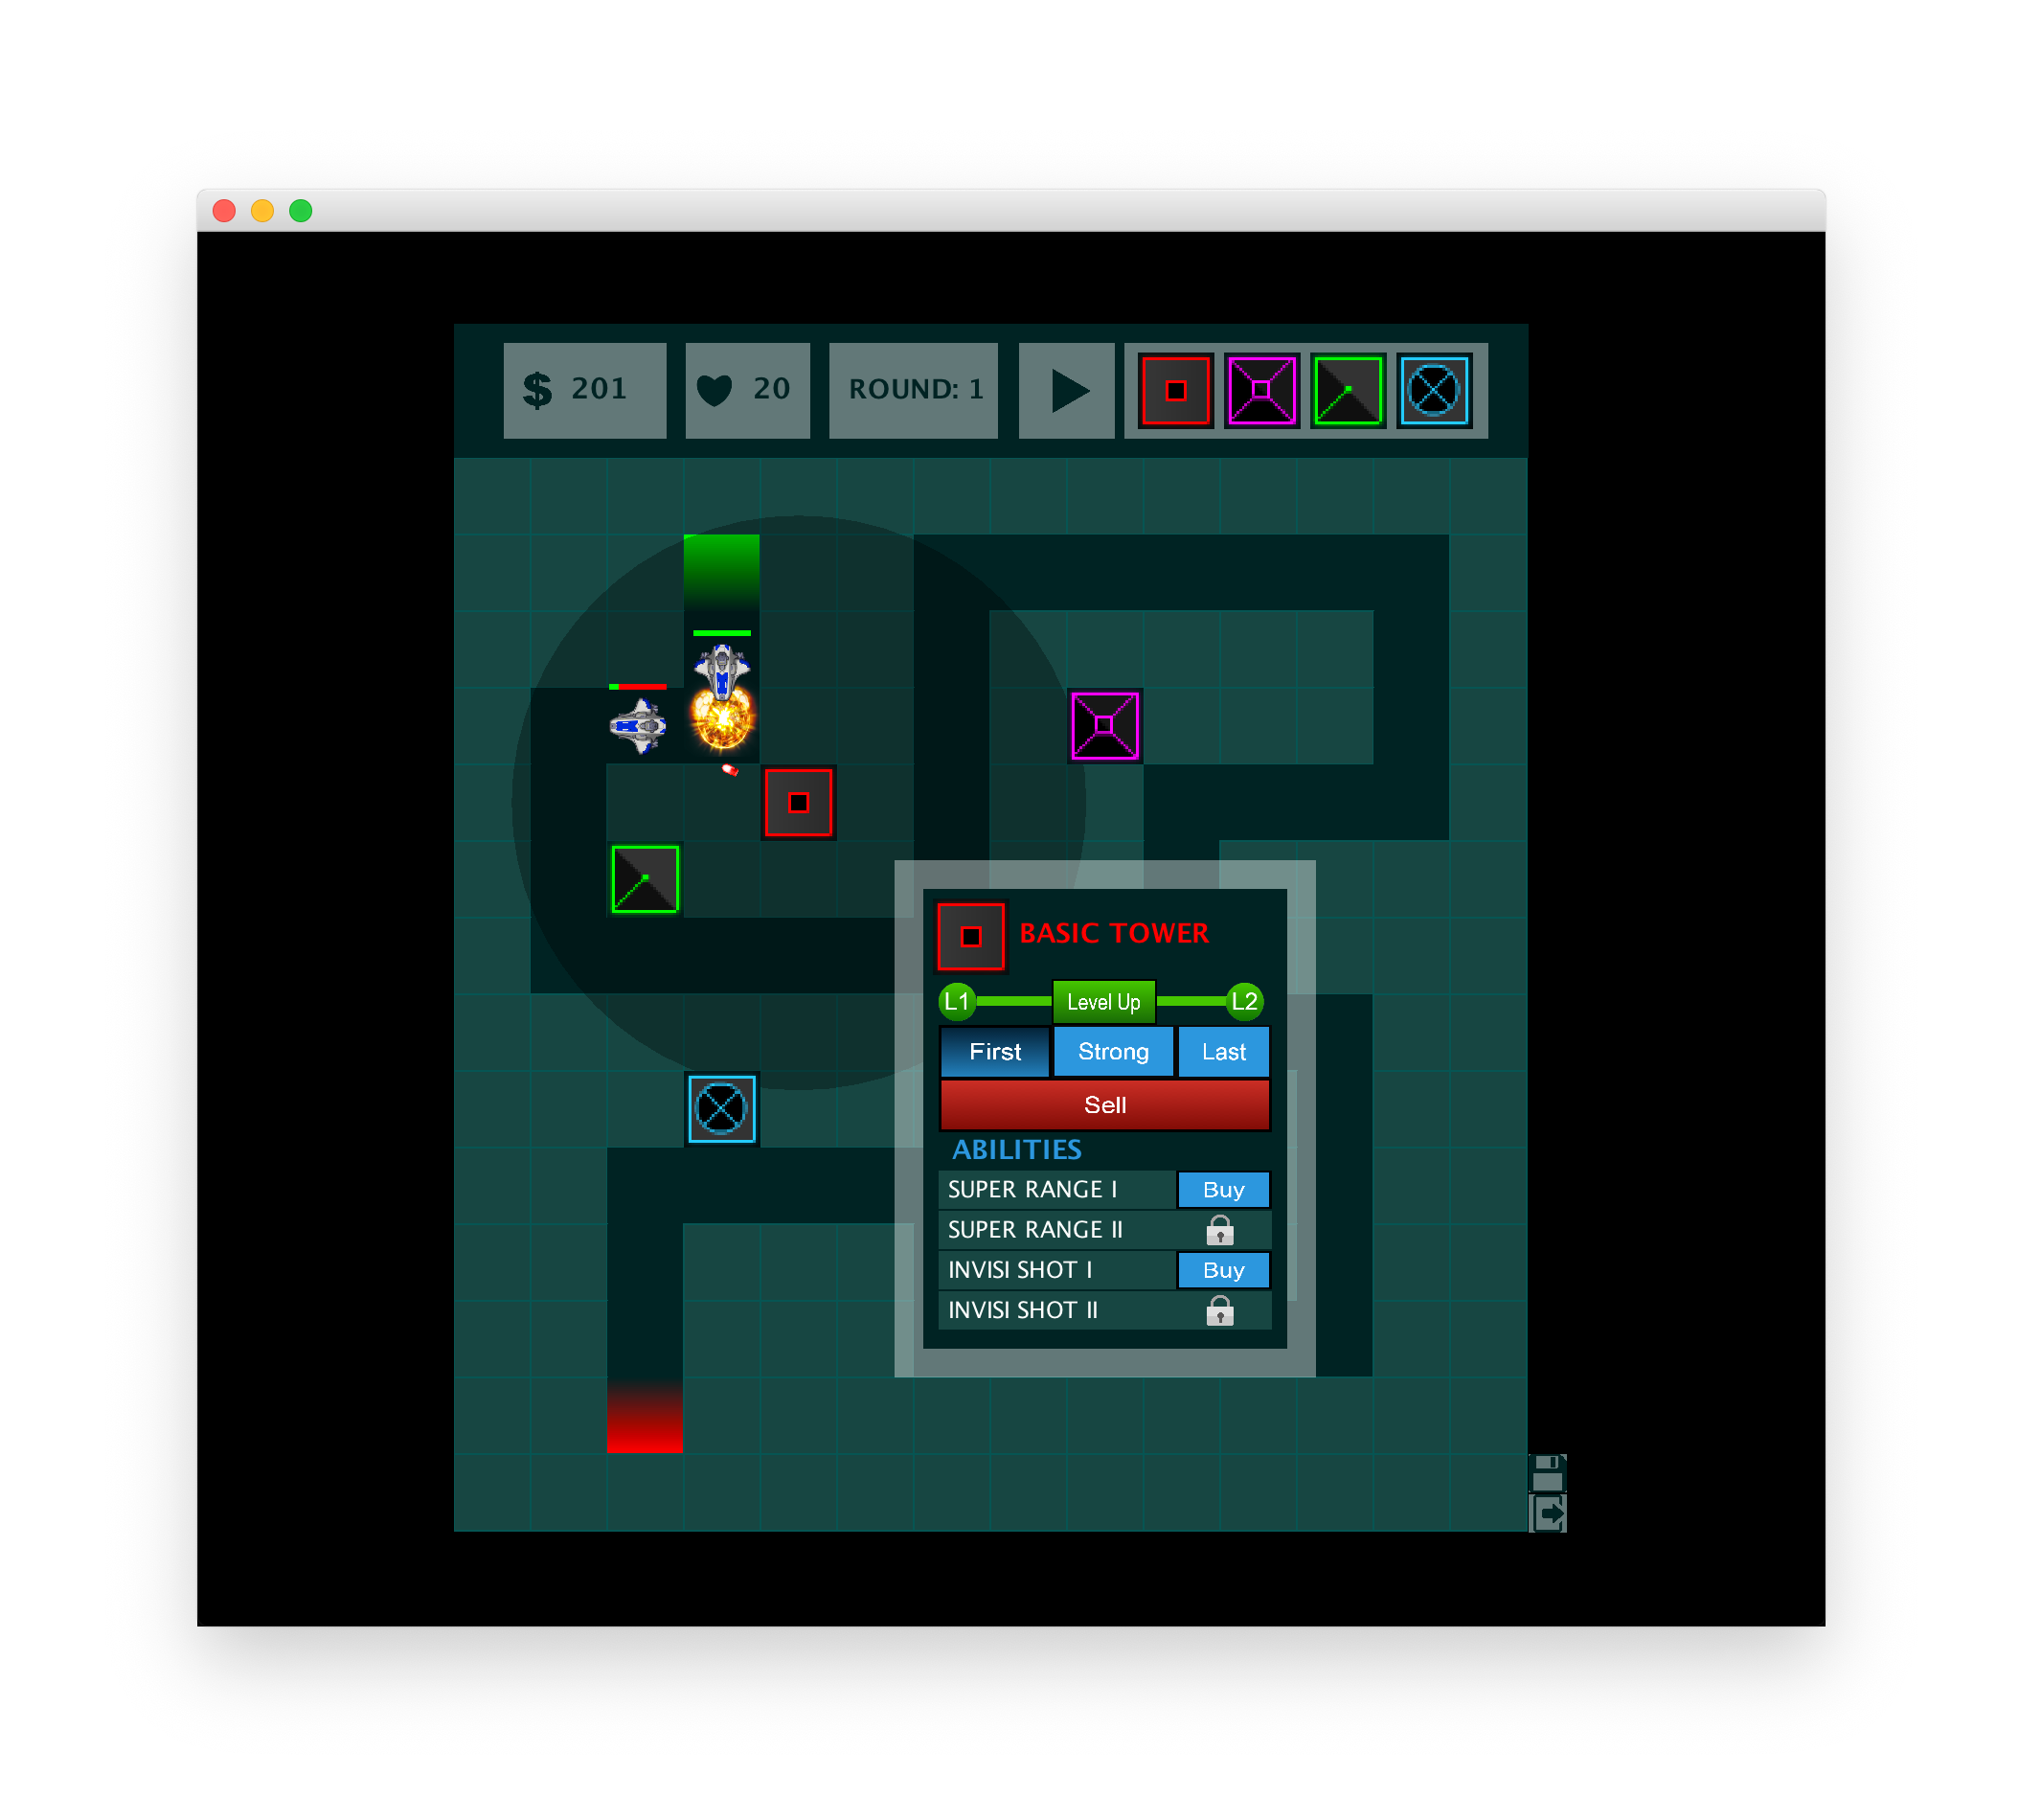 $ 201 20 ROUND: 1
BASIC TOWER
L1 Level Up L2
First Strong Last
Sell
ABILITIES
SUPER RANGE I Buy
SUPER RANGE II
INVISI SHOT I Buy
INVISI SHOT II